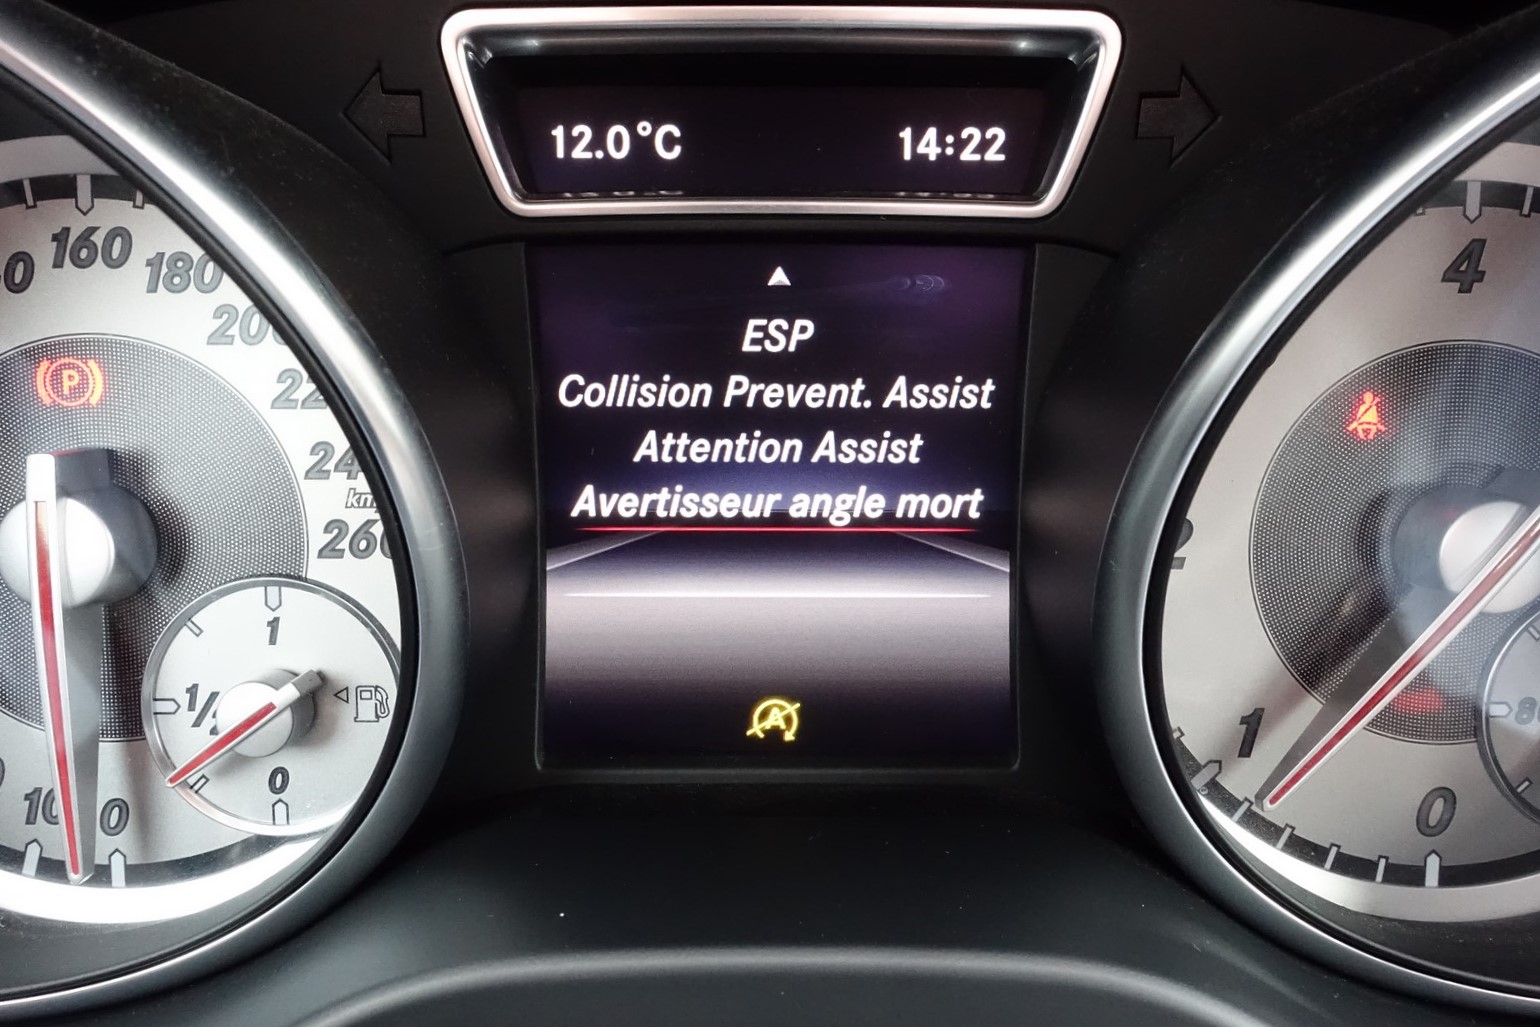 12.0°C 14:22
ESP
Collision Prevent. Assist
Attention Assist
Avertisseur angle mort
160
180
P
1
1/2
0
0
A
4
1
0